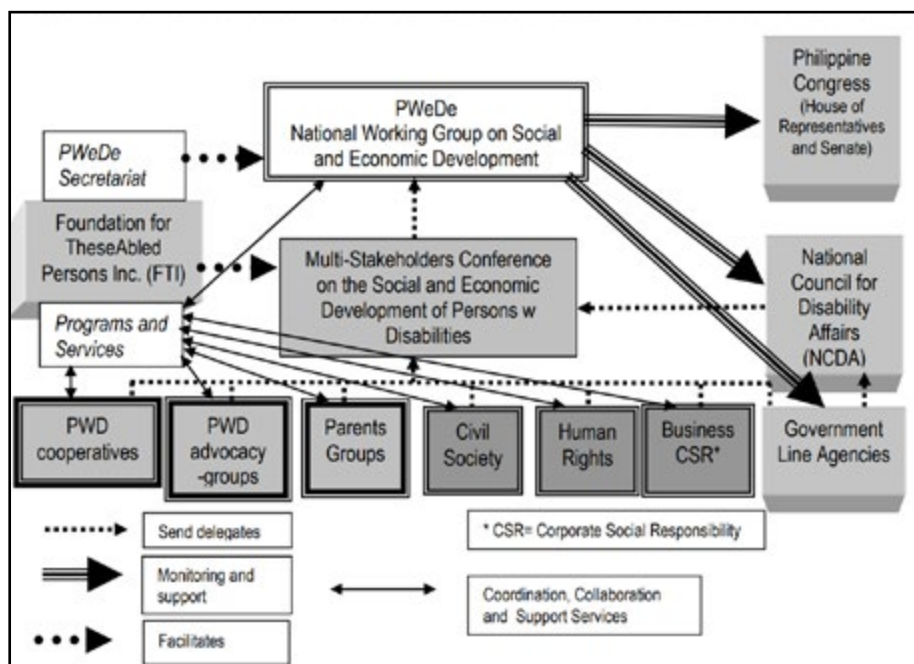 Philippine
Congress
(House of
Representatives
and Senate)
PWeDe
National Working Group on Social
and Economic Development
PWeDe
Secretariat
Foundation for
TheseAbled
Persons Inc. (FTI)
Multi-Stakeholders Conference
on the Social and Economic
Development of Persons w
Disabilities
National
Council for
Disability
Affairs
(NCDA)
Programs and
Services
PWD
cooperatives
PWD
advocacy
-groups
Parents
Groups
Civil
Society
Human
Rights
Business
CSR*
Government
Line Agencies
Send delegates
* CSR= Corporate Social Responsibility
Monitoring and
support
Coordination, Collaboration
and Support Services
Facilitates